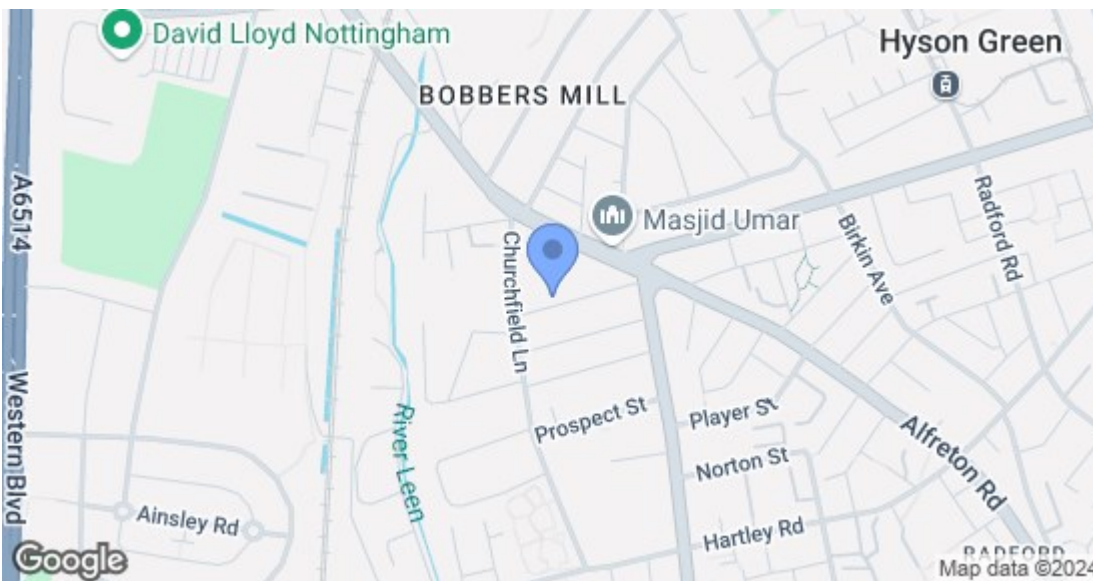 David Lloyd Nottingham
Hyson Green
BOBBERS MILL
A6514
Masjid Umar
Radford Rd
Birkin Ave
Churchfield Ln
Western Blvd
Prospect St
Player St
River Leen
Alfreton Rd
Norton St
Ainsley Rd
Hartley Rd
RADFORD
Google
Map data ©2024